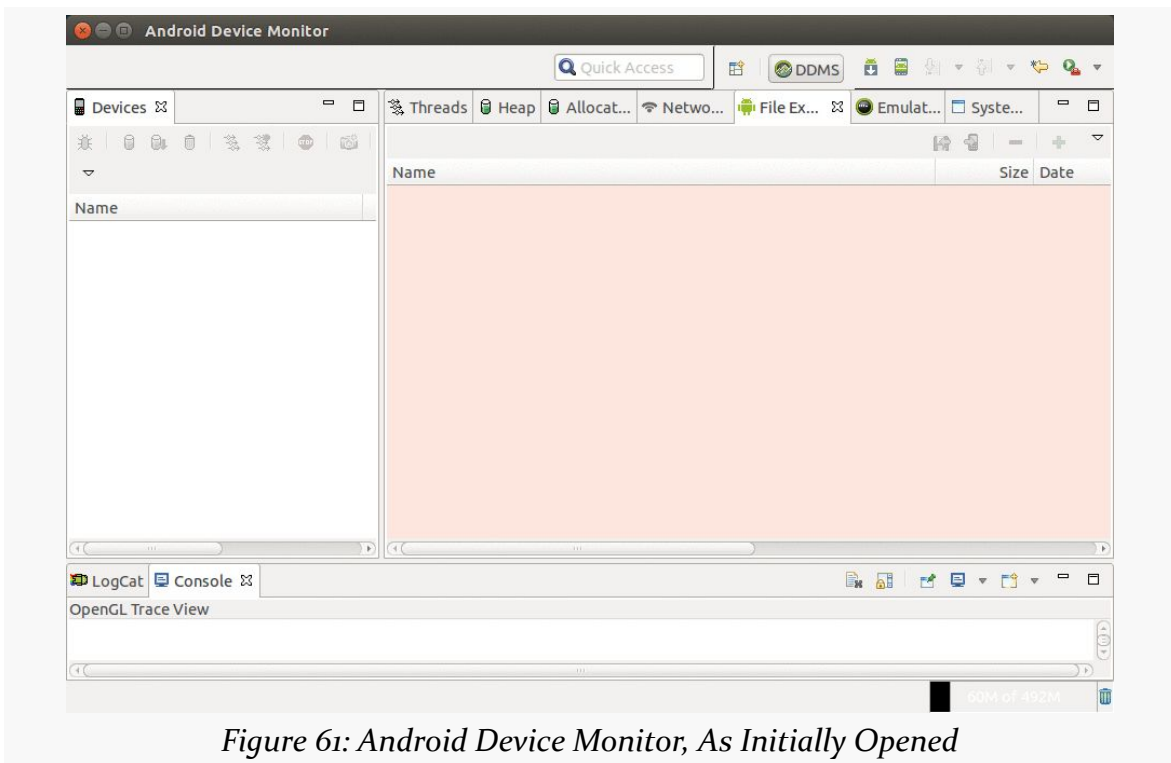 Android Device Monitor
Quick Access DDMS
Devices Threads Heap Allocat... Netwo... File Ex... Emulat... Syste...
Name Size Date
Name
LogCat Console
OpenGL Trace View
60M of 492M
Figure 61: Android Device Monitor, As Initially Opened